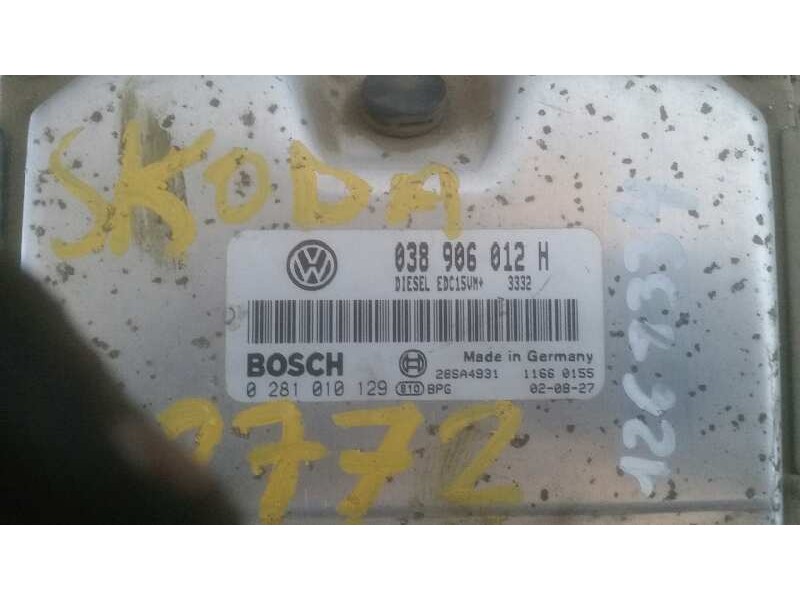 SKODA
038 906 012 H
DIESEL EDC15VM+ 3332
BOSCH
Made in Germany
0 281 010 129
BPG
28SA4931 1166 0155
02-08-27